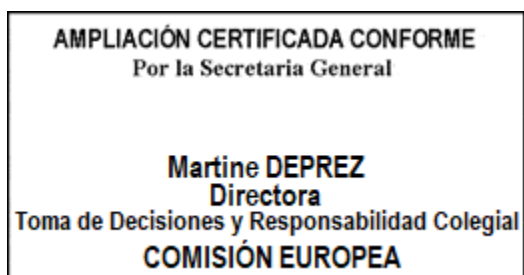 AMPLIACIÓN CERTIFICADA CONFORME
Por la Secretaria General
Martine DEPREZ
Directora
Toma de Decisiones y Responsabilidad Colegial
COMISIÓN EUROPEA